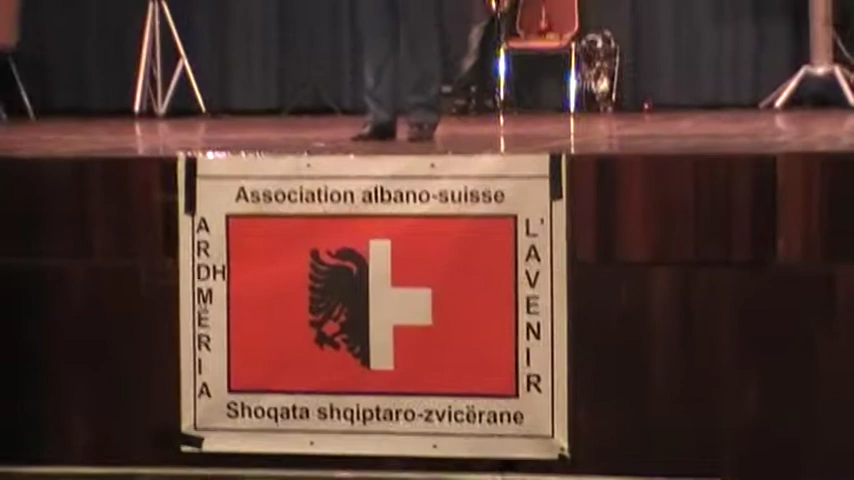 Association albano-suisse
ARDHMËRIA
L'AVENIR
Shoqata shqiptaro-zvicërane